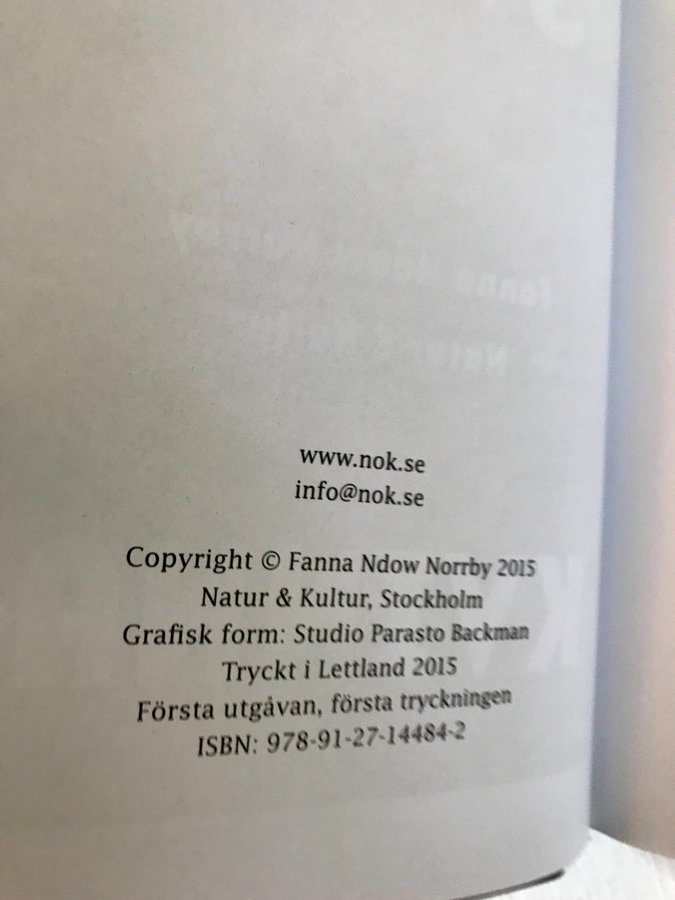 www.nok.se
info@nok.se
Copyright © Fanna Ndow Norrby 2015
Natur & Kultur, Stockholm
Grafisk form: Studio Parasto Backman
Tryckt i Lettland 2015
Första utgåvan, första tryckningen
ISBN: 978-91-27-14484-2